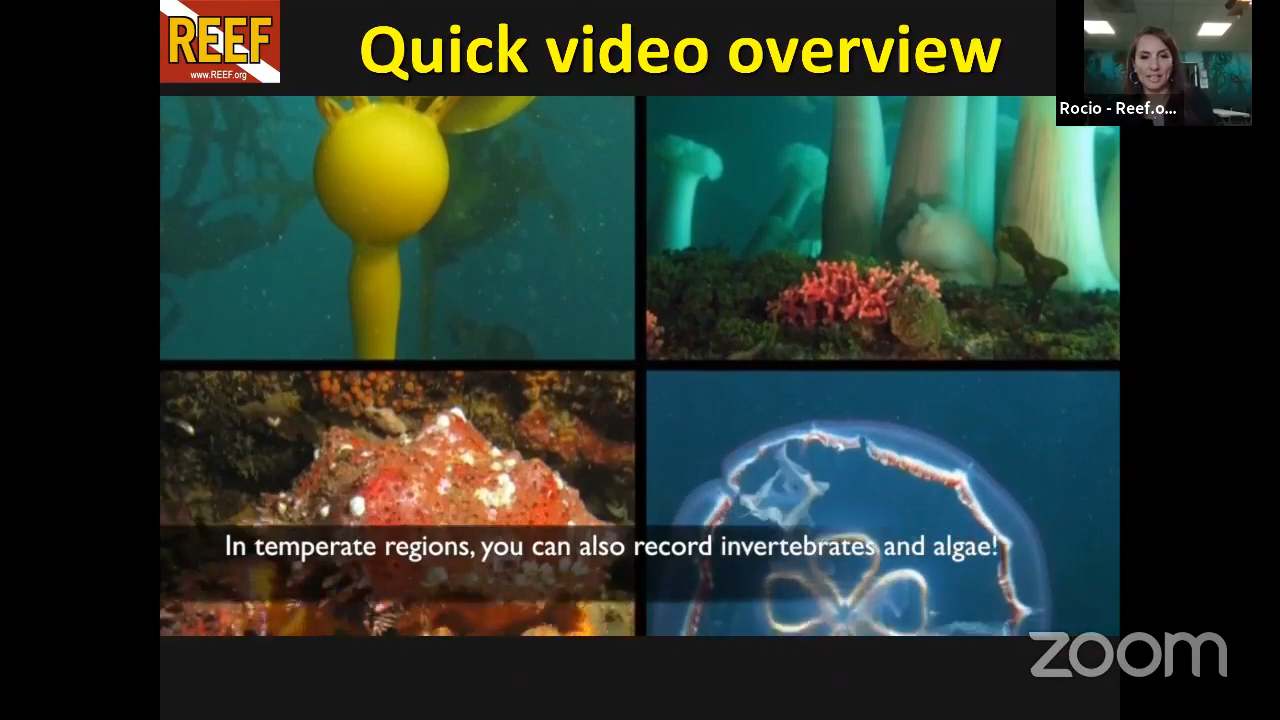 REEF
www.REEF.org
Quick video overview
Rocio - Reef.o...
In temperate regions, you can also record invertebrates and algae!
zoom